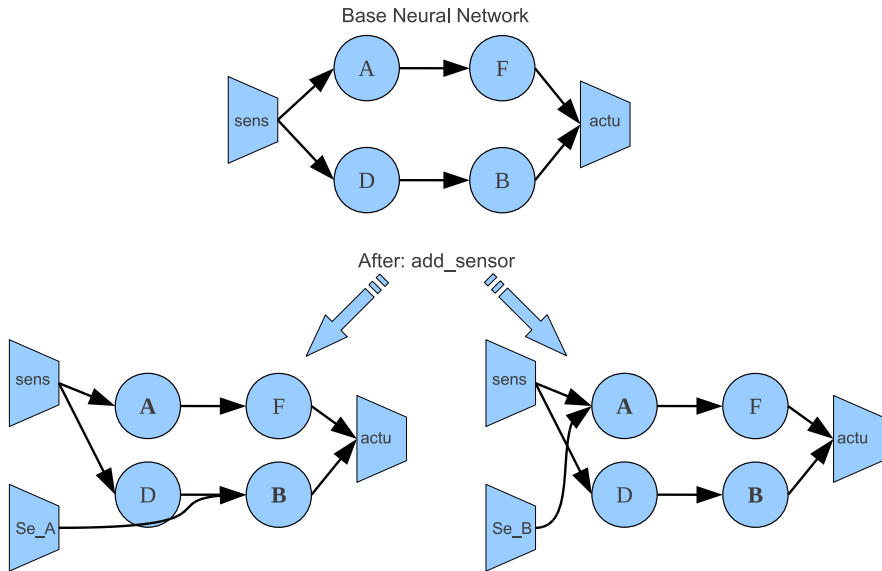 Base Neural Network
A
F
sens
actu
D
B
After: add_sensor
sens
A
F
actu
D
B
Se_A
sens
A
F
actu
D
B
Se_B